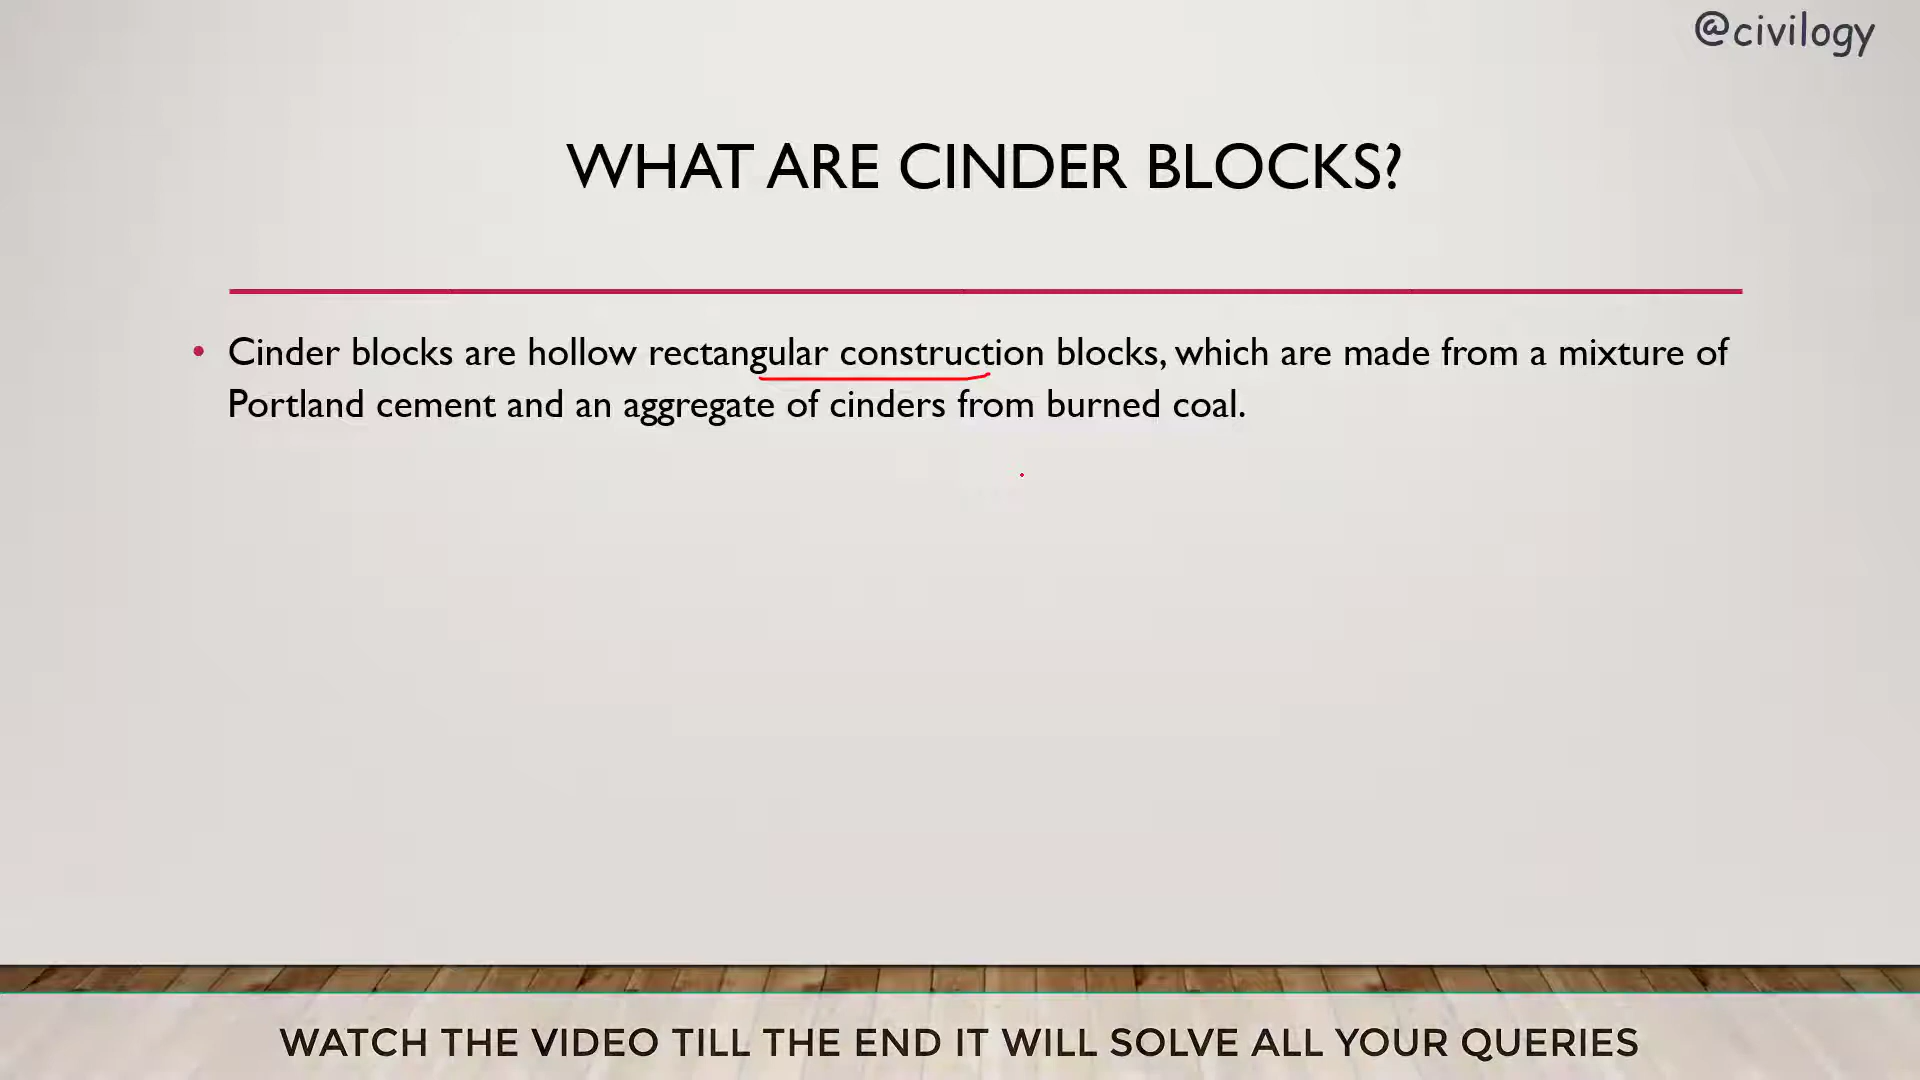 @civilogy
WHAT ARE CINDER BLOCKS?
• Cinder blocks are hollow rectangular construction blocks, which are made from a mixture of
Portland cement and an aggregate of cinders from burned coal.
WATCH THE VIDEO TILL THE END IT WILL SOLVE ALL YOUR QUERIES